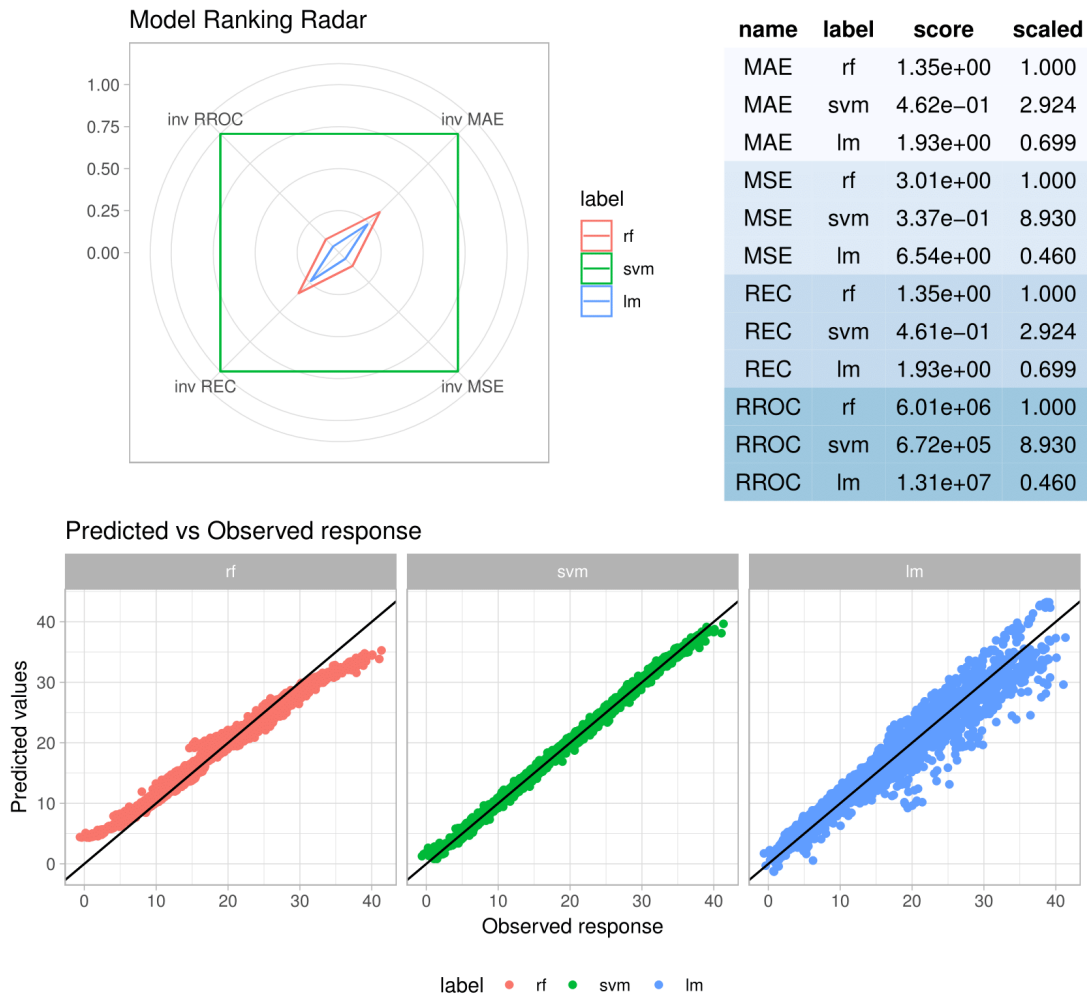 Model Ranking Radar
1.00
0.75
0.50
0.25
0.00
inv RROC
inv MAE
inv REC
inv MSE
label
rf
svm
lm
name label score scaled
MAE rf 1.35e+00 1.000
MAE svm 4.62e−01 2.924
MAE lm 1.93e+00 0.699
MSE rf 3.01e+00 1.000
MSE svm 3.37e−01 8.930
MSE lm 6.54e+00 0.460
REC rf 1.35e+00 1.000
REC svm 4.61e−01 2.924
REC lm 1.93e+00 0.699
RROC rf 6.01e+06 1.000
RROC svm 6.72e+05 8.930
RROC lm 1.31e+07 0.460
Predicted vs Observed response
rf svm lm
Predicted values
40
30
20
10
0
0 10 20 30 40 0 10 20 30 40 0 10 20 30 40
Observed response
label rf svm lm